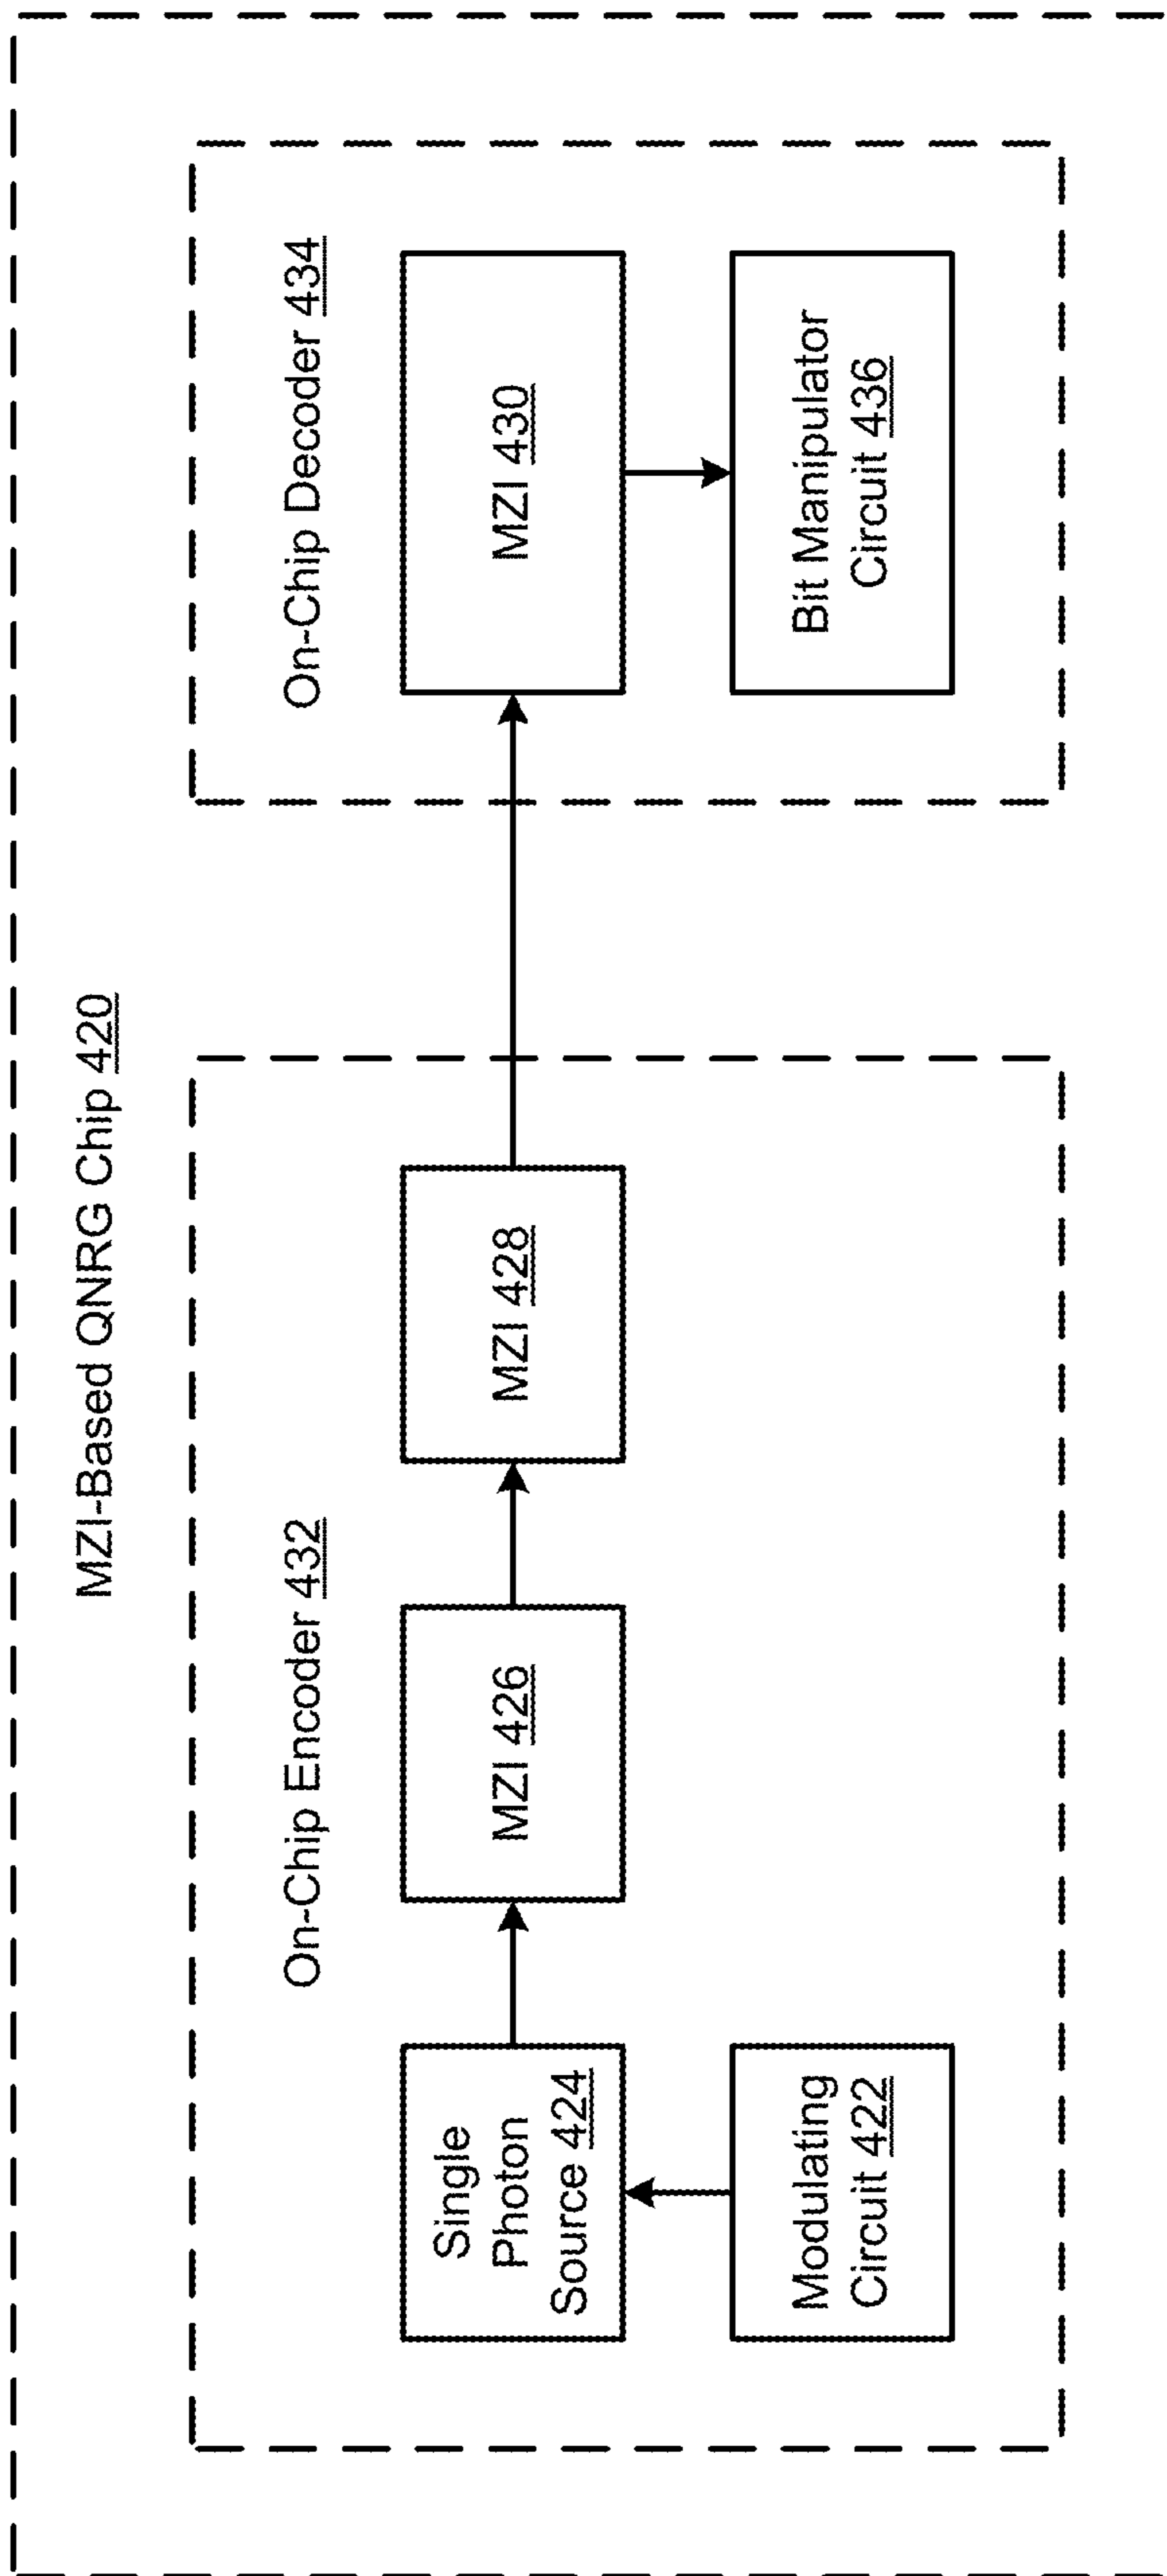 MZI-Based QNRG Chip 420
On-Chip Encoder 432
Single
Photon
Source 424
MZI 426
MZI 428
Modulating
Circuit 422
On-Chip Decoder 434
MZI 430
Bit Manipulator
Circuit 436